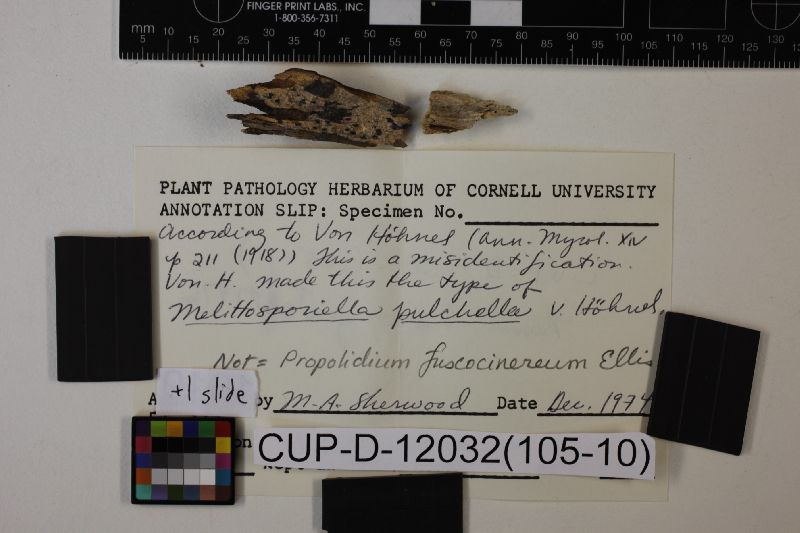 FINGER PRINT LABS., INC.
1-800-356-7311
mm 5 10 15 20 25 30 35 40 45 50 55 60 65 70 75 80 85 90 95 100 105 110 115 120 130
PLANT PATHOLOGY HERBARIUM OF CORNELL UNIVERSITY
ANNOTATION SLIP: Specimen No.
According to Von Höhnel (Ann. Mycol. XIV
p 211 (1918)) This is a misidentification.
Von. H. made this the type of
Melittosporiella pulchella v. Höhnel.
Not = Propolidium fuscocinereum Ellis
+1 slide
by M.A. Sherwood Date Dec. 1974
CUP-D-12032(105-10)